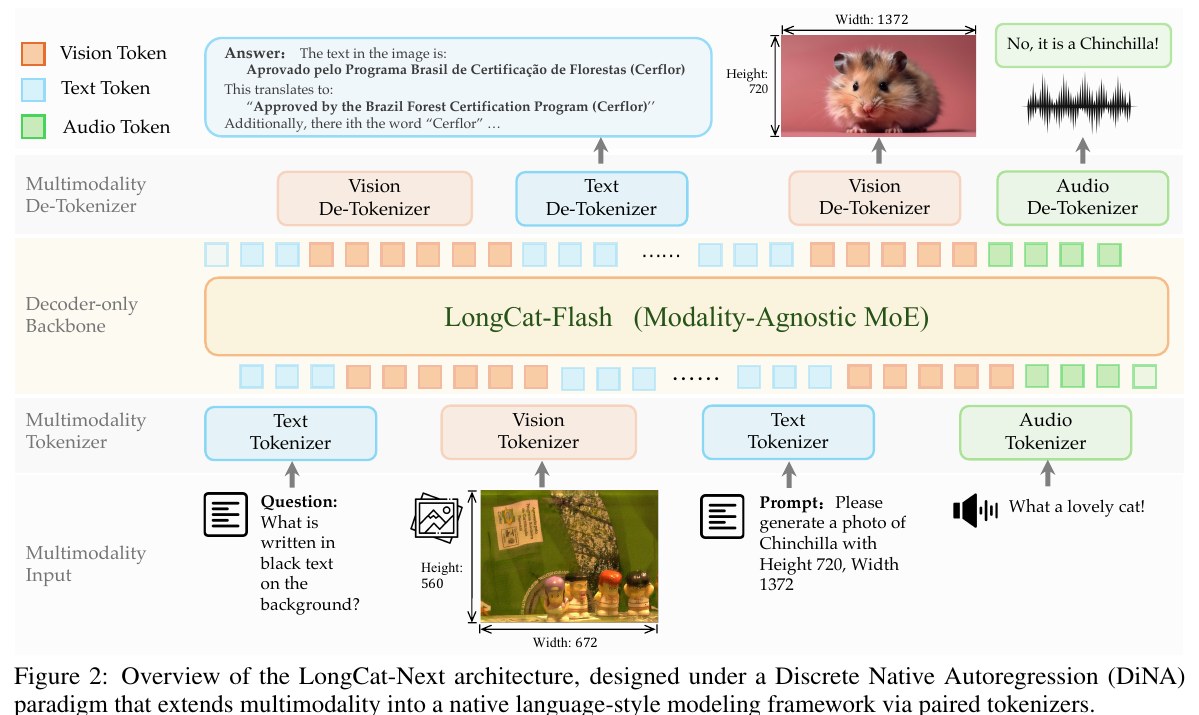 Width: 1372
Vision Token
Text Token
Audio Token
Answer: The text in the image is:
Aprovado pelo Programa Brasil de Certificação de Florestas (Cerflor)
This translates to:
“Approved by the Brazil Forest Certification Program (Cerflor)’’
Additionally, there ith the word “Cerflor” …
Height:
720
No, it is a Chinchilla!
Multimodality
De-Tokenizer
Vision
De-Tokenizer
Text
De-Tokenizer
Vision
De-Tokenizer
Audio
De-Tokenizer
......
Decoder-only
Backbone
LongCat-Flash (Modality-Agnostic MoE)
......
Multimodality
Tokenizer
Text
Tokenizer
Vision
Tokenizer
Text
Tokenizer
Audio
Tokenizer
Multimodality
Input
Question:
What is
written in
black text
on the
background?
Height:
560
Width: 672
Prompt: Please
generate a photo of
Chinchilla with
Height 720, Width
1372
What a lovely cat!
Figure 2: Overview of the LongCat-Next architecture, designed under a Discrete Native Autoregression (DiNA)
paradigm that extends multimodality into a native language-style modeling framework via paired tokenizers.